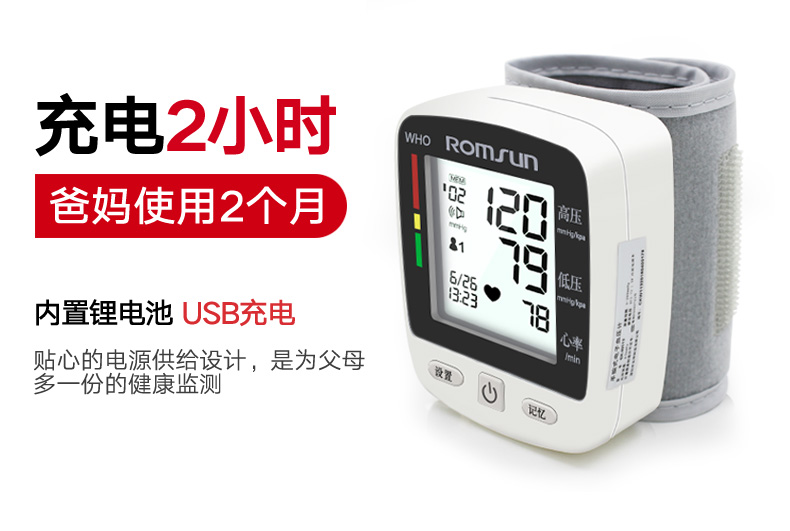 充电2小时
爸妈使用2个月
内置锂电池 USB充电
贴心的电源供给设计，是为父母
多一份的健康监测
WHO ROMSUN
MEM
102
mmHg
1
6/26
13:23
120
高压
mmHg/kpa
79
低压
mmHg/kpa
78
心率
/min
设置
记忆